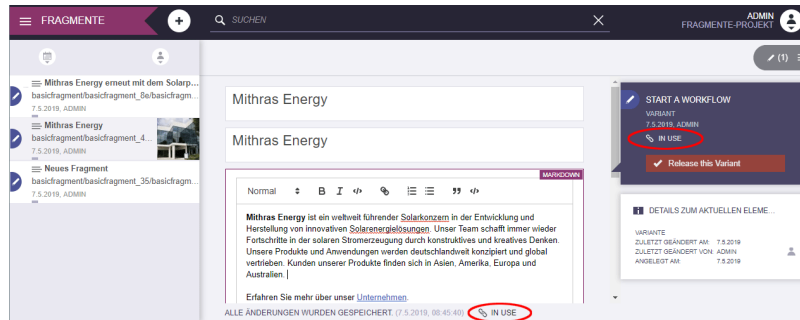 FRAGMENTE
SUCHEN
ADMIN
FRAGMENTE-PROJEKT
(1)
Mithras Energy erneut mit dem Solarp...
basicfragment/basicfragment_8e/basicfragm...
7.5.2019, ADMIN
Mithras Energy
basicfragment/basicfragment_4...
7.5.2019, ADMIN
Neues Fragment
basicfragment/basicfragment_35/basicfragm...
7.5.2019, ADMIN
Mithras Energy
Mithras Energy
MARKDOWN
Normal
Mithras Energy ist ein weltweit führender Solarkonzern in der Entwicklung und
Herstellung von innovativen Solarenergielösungen. Unser Team schafft immer wieder
Fortschritte in der solaren Stromerzeugung durch konstruktives und kreatives Denken.
Unsere Produkte und Anwendungen werden deutschlandweit konzipiert und global
vertrieben. Kunden unserer Produkte finden sich in Asien, Amerika, Europa und
Australien.
Erfahren Sie mehr über unser Unternehmen.
ALLE ÄNDERUNGEN WURDEN GESPEICHERT. (7.5.2019, 08:45:40) IN USE
START A WORKFLOW
VARIANT
7.5.2019, ADMIN
IN USE
Release this Variant
DETAILS ZUM AKTUELLEN ELEME...
VARIANTE
ZULETZT GEÄNDERT AM: 7.5.2019
ZULETZT GEÄNDERT VON: ADMIN
ANGELEGT AM: 7.5.2019